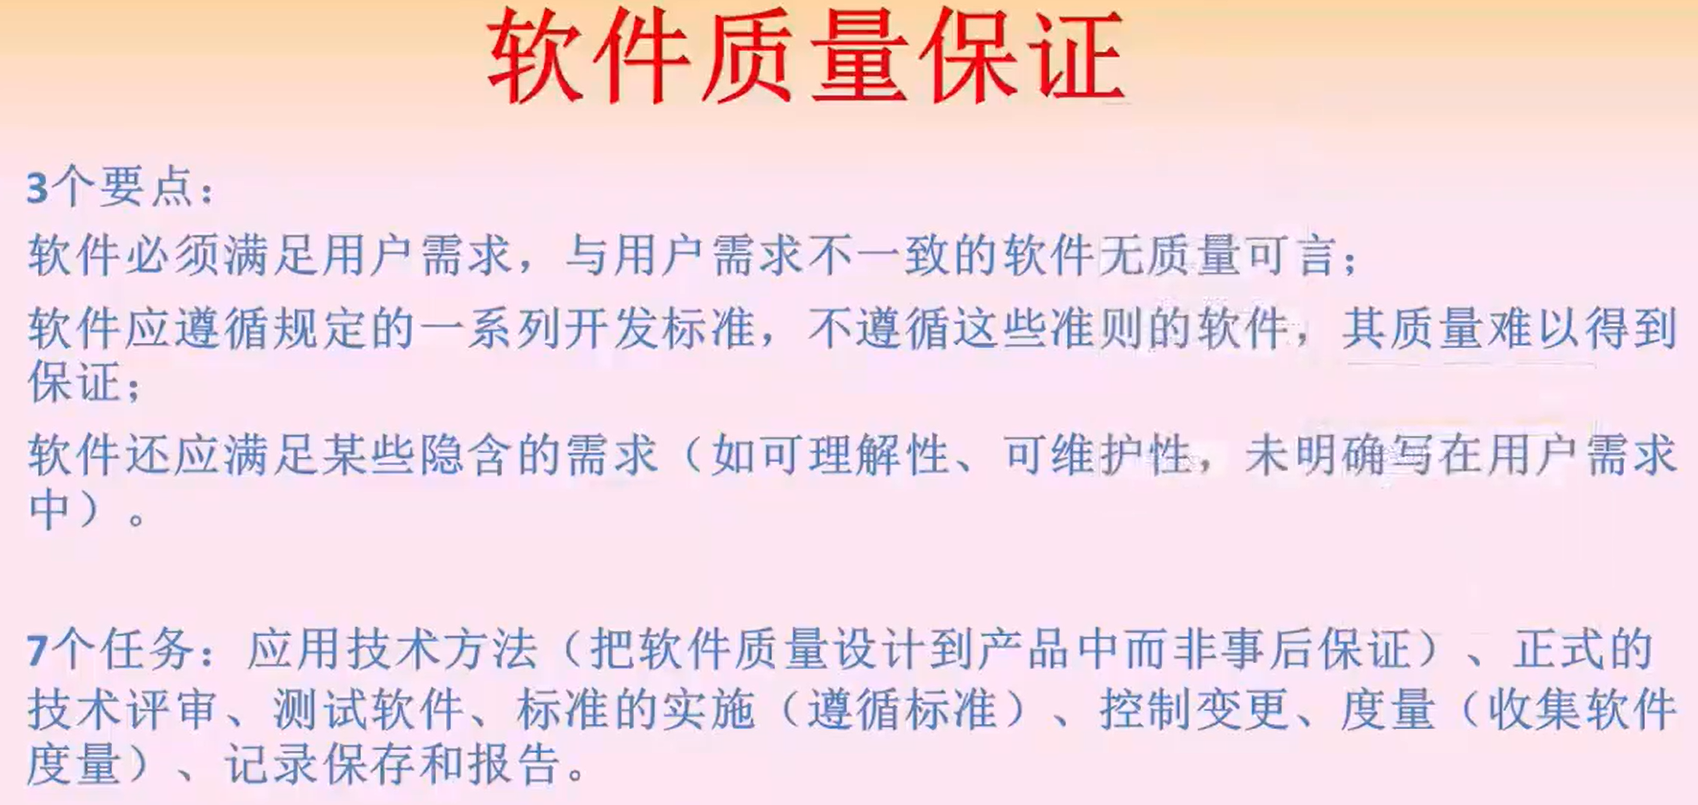 软件质量保证
3个要点：
软件必须满足用户需求，与用户需求不一致的软件无质量可言；
软件应遵循规定的一系列开发标准，不遵循这些准则的软件，其质量难以得到
保证；
软件还应满足某些隐含的需求（如可理解性、可维护性，未明确写在用户需求
中）。
7个任务：应用技术方法（把软件质量设计到产品中而非事后保证）、正式的
技术评审、测试软件、标准的实施（遵循标准）、控制变更、度量（收集软件
度量）、记录保存和报告。